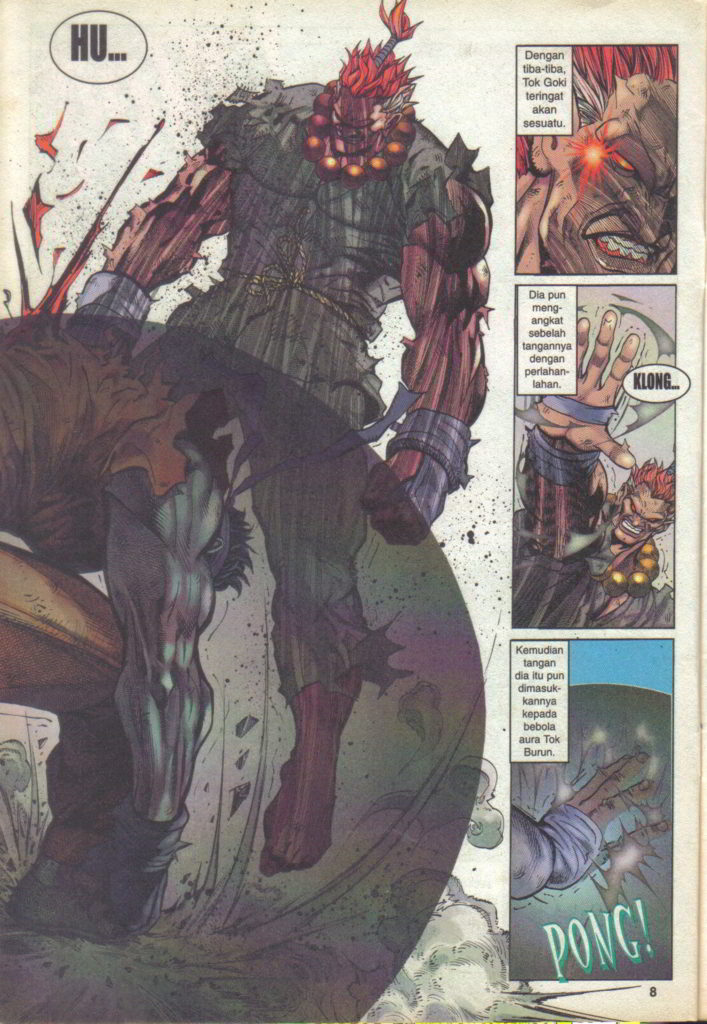 HU...
Dengan
tiba-tiba,
Tok Goki
teringat
akan
sesuatu.
Dia pun
meng-
angkat
sebelah
tangannya
dengan
perlahan-
lahan.
KLONG...
Kemudian
tangan
dia itu pun
dimasuk-
kannya
kepada
bebola
aura Tok
Burun.
PONG!
8